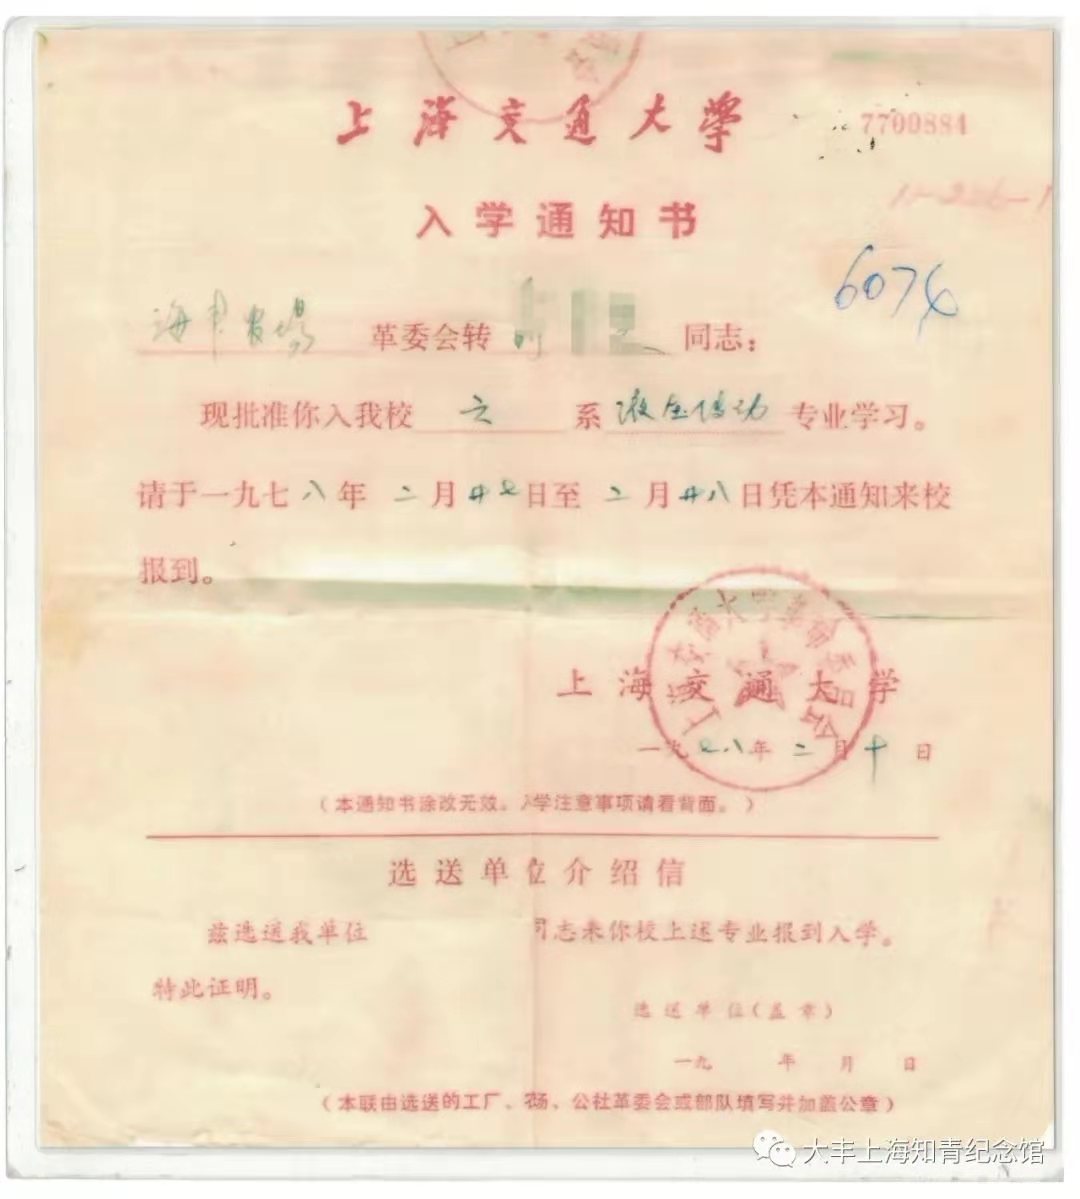 上海交通大学
7700884
入学通知书
6074
海丰农场 革委会转 同志：
现批准你入我校 六 系 液压传动 专业学习。
请于一九七八年二月廿七日至二月廿八日凭本通知来校
报到。
上海交通大学
一九七八年二月十日
（本通知书涂改无效。入学注意事项请看背面。）
选送单位介绍信
兹选送我单位 同志来你校上述专业报到入学。
特此证明。
选送单位（盖章）
一九 年 月 日
（本联由选送的工厂、农场、公社革委会或部队填写并加盖公章）
大丰上海知青纪念馆